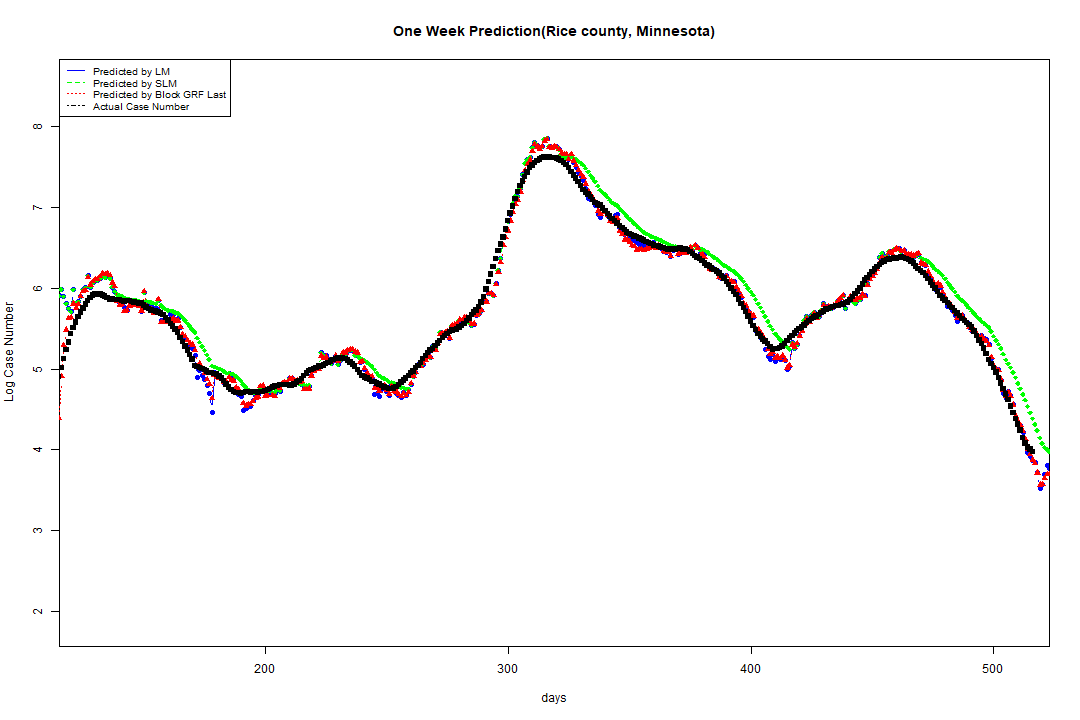 One Week Prediction(Rice county, Minnesota)
Predicted by LM
Predicted by SLM
Predicted by Block GRF Last
Actual Case Number
Log Case Number
8
7
6
5
4
3
2
200 300 400 500
days